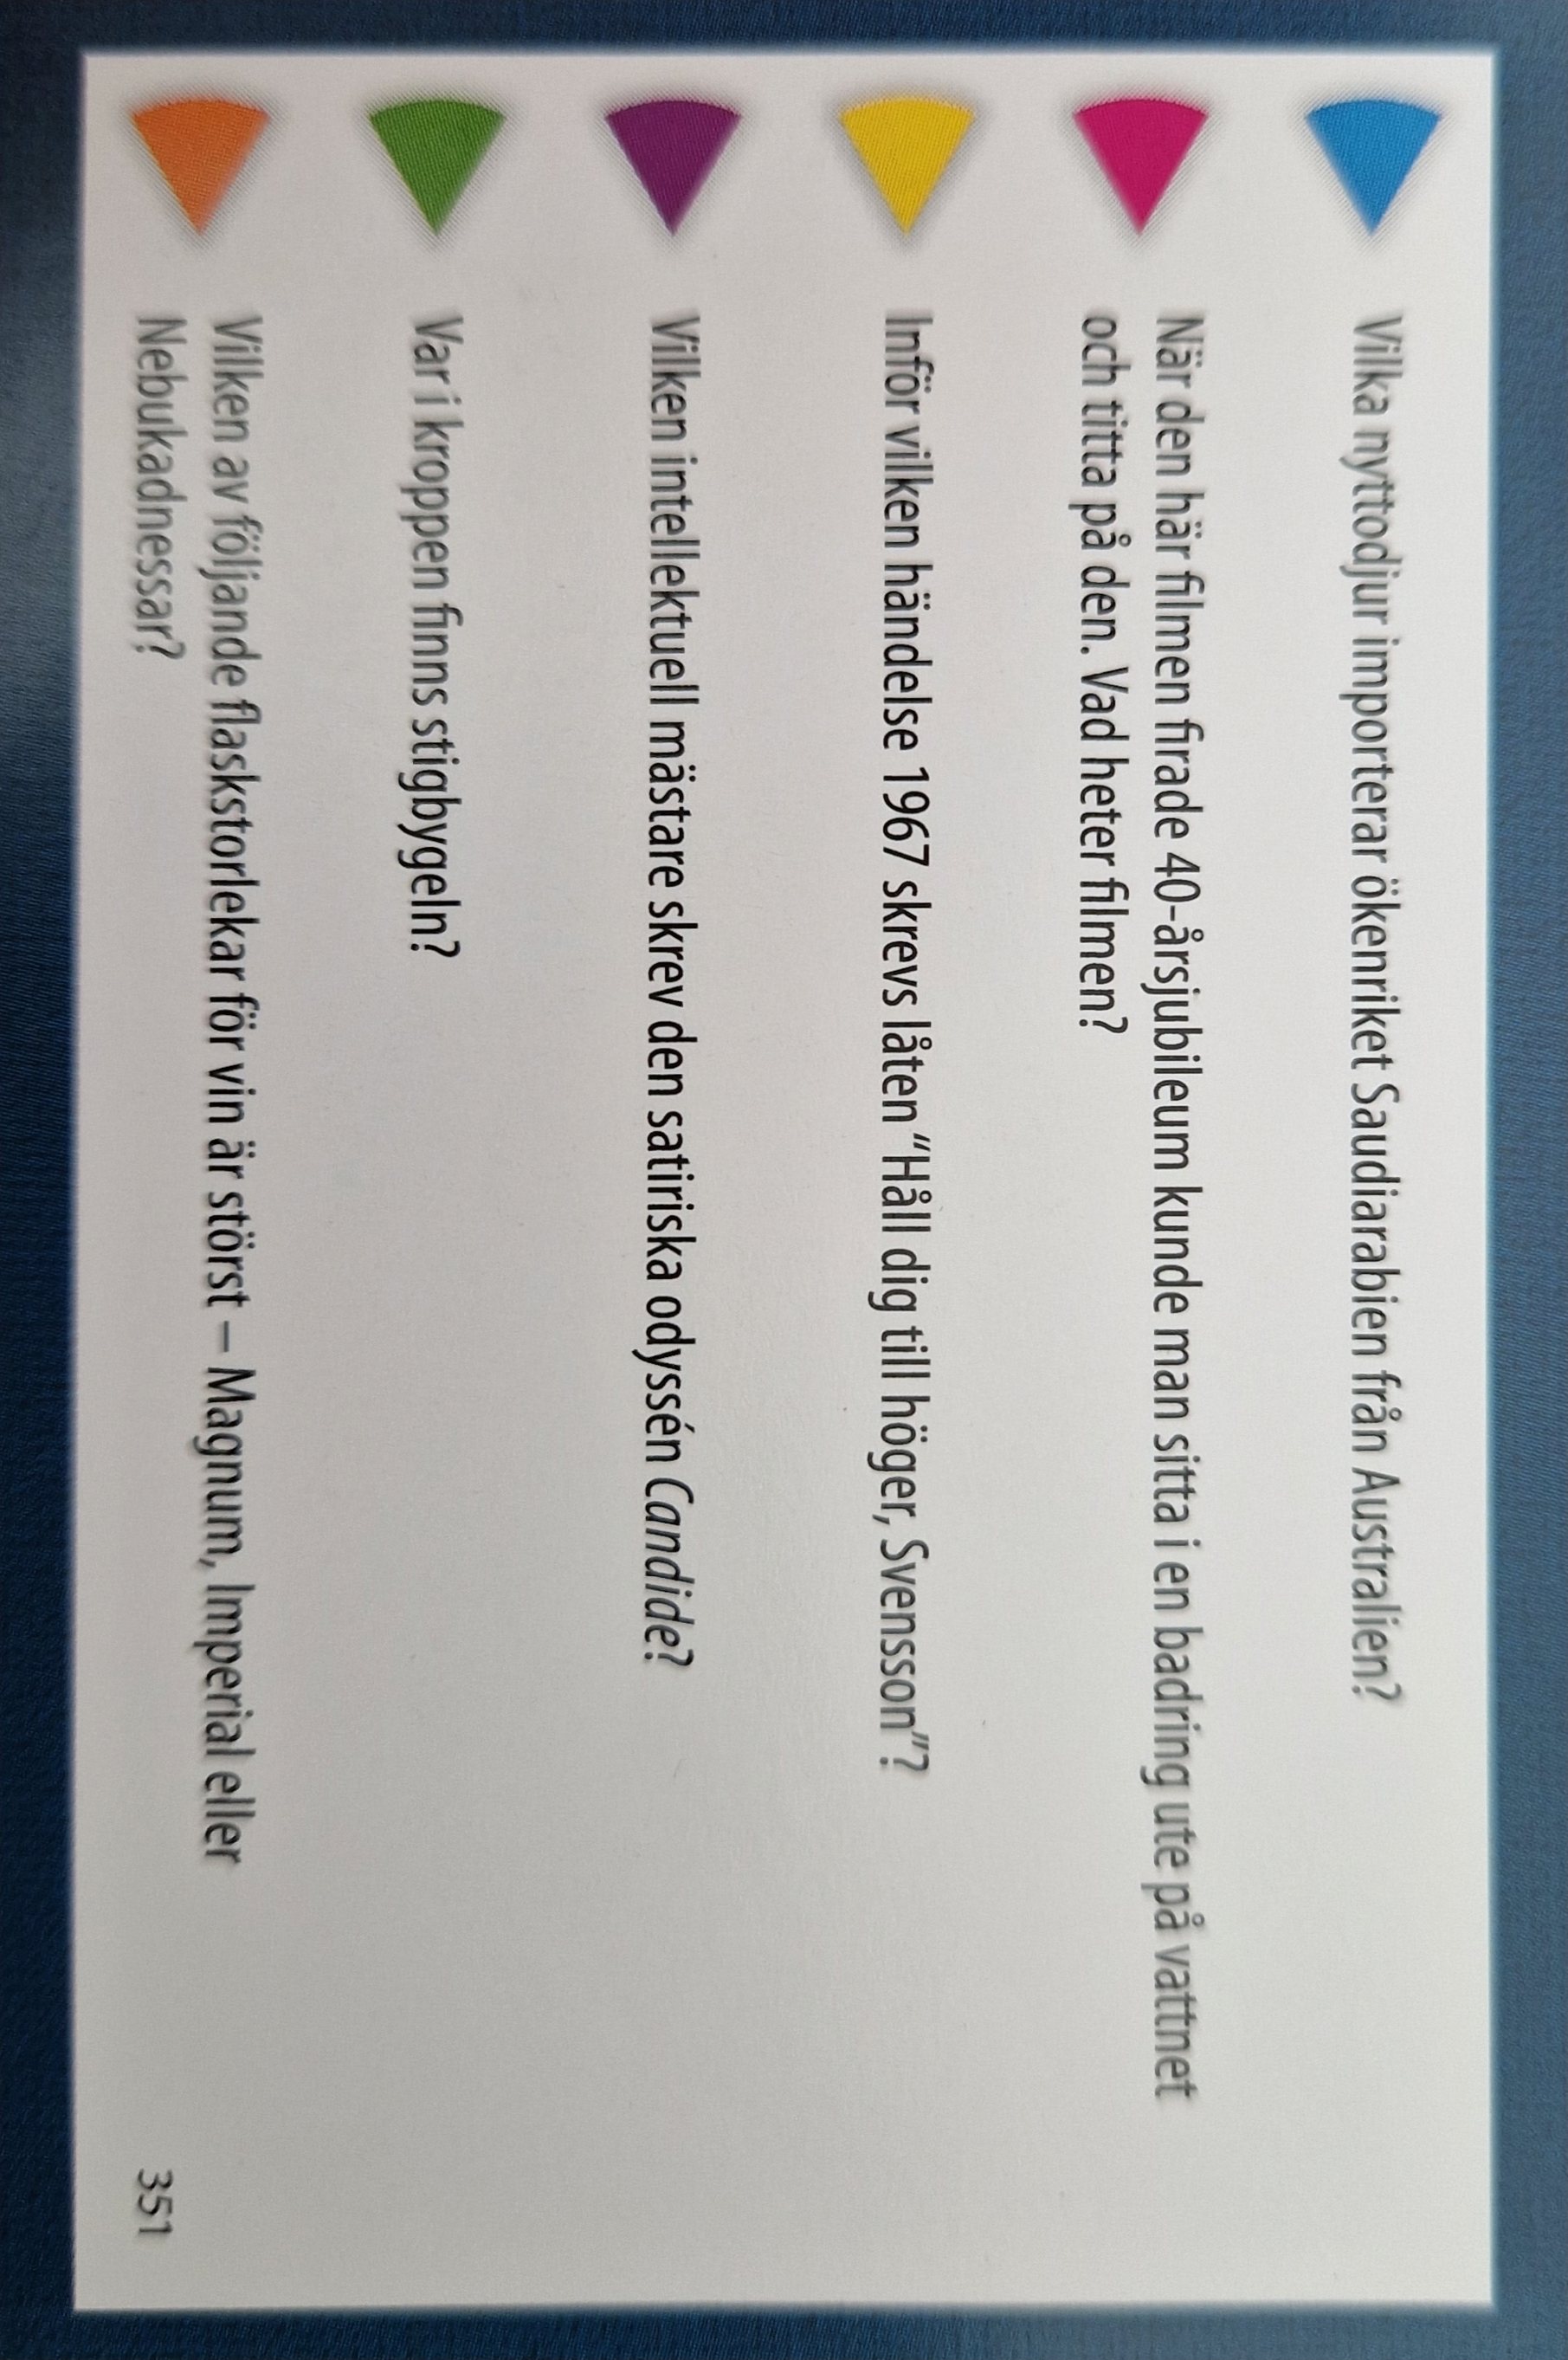 Vilka nyttodjur importerar ökenriket Saudiarabien från Australien?
När den här filmen firade 40-årsjubileum kunde man sitta i en badring ute på vattnet
och titta på den. Vad heter filmen?
Inför vilken händelse 1967 skrevs låten "Håll dig till höger, Svensson"?
Vilken intellektuell mästare skrev den satiriska odyssén Candide?
Var i kroppen finns stigbygeln?
Vilken av följande flaskstorlekar för vin är störst – Magnum, Imperial eller
Nebukadnessar?
351